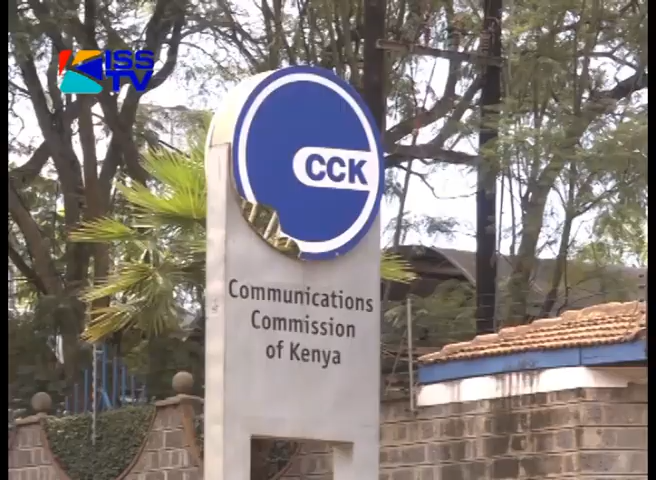 KISS
TV
CCK
Communications
Commission
of Kenya